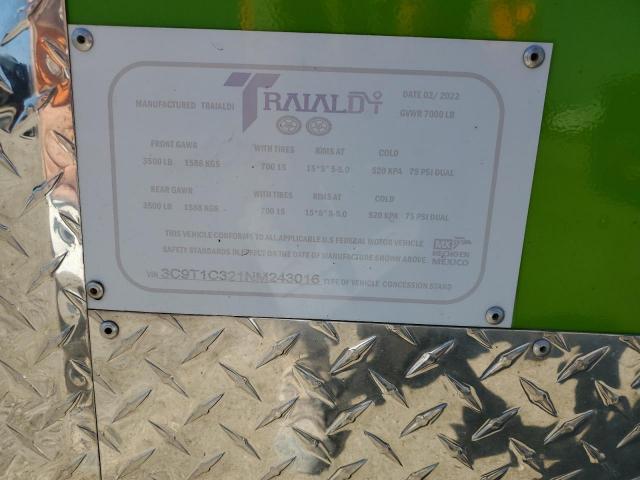 TRAIALDYT
DATE 02/ 2022
MANUFACTURED TRAIALDI
GVWR 7000 LB
FRONT GAWR WITH TIRES RIMS AT COLD
3500 LB 1588 KGS 700 15 15*5" 5-5.0 520 KPA 75 PSI DUAL
REAR GAWR WITH TIRES RIMS AT COLD
3500 LB 1588 KGS 700 15 15*5" 5-5.0 520 KPA 75 PSI DUAL
THIS VEHICLE CONFORMS TO ALL APPLICABLE U.S FEDERAL MOTOR VEHICLE
SAFETY STANDARDS IN EFFECT ON THE DATE OF MANUFACTURE SHOWN ABOVE.
MX
HECHO EN
MEXICO
VIN 3C9T1C321NM243016 TYPE OF VEHICLE CONCESSION STAND